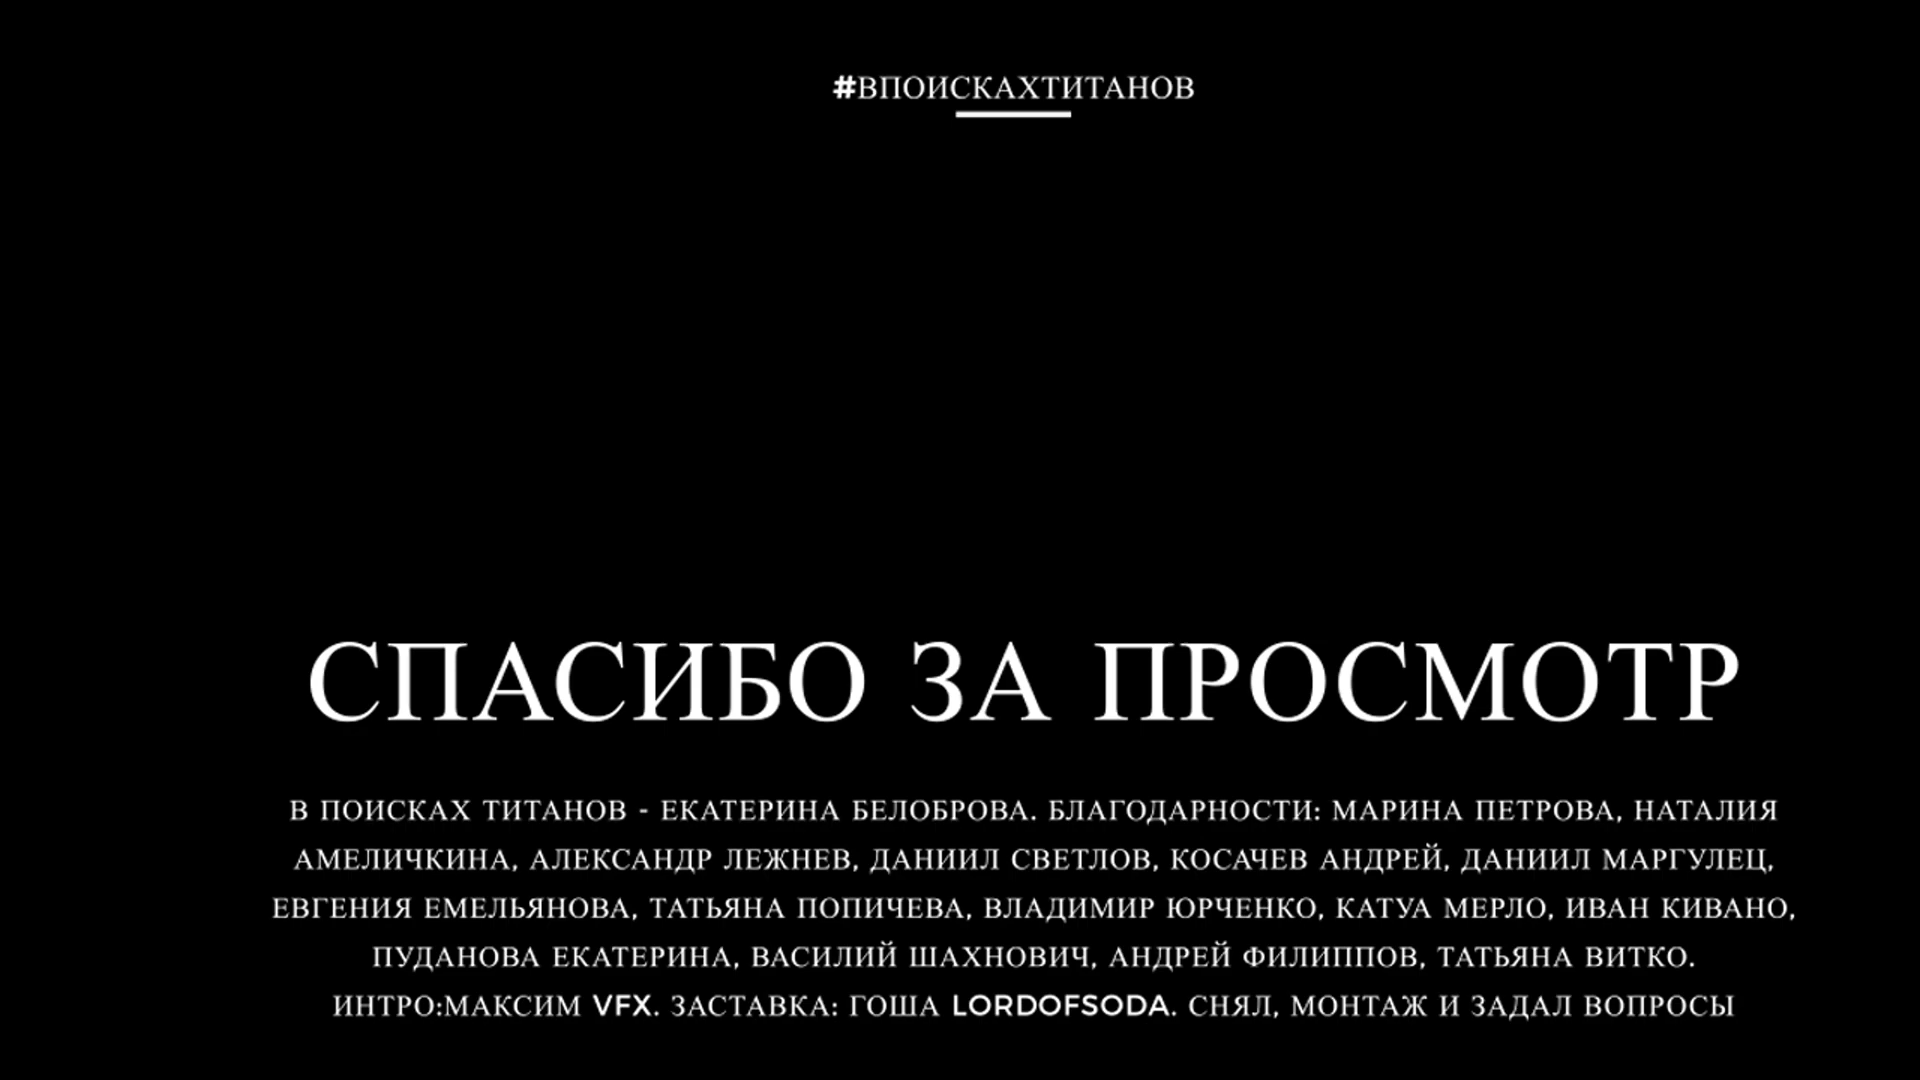 #ВПОИСКАХТИТАНОВ
СПАСИБО ЗА ПРОСМОТР
В ПОИСКАХ ТИТАНОВ - ЕКАТЕРИНА БЕЛОБРОВА. БЛАГОДАРНОСТИ: МАРИНА ПЕТРОВА, НАТАЛИЯ
АМЕЛИЧКИНА, АЛЕКСАНДР ЛЕЖНЕВ, ДАНИИЛ СВЕТЛОВ, КОСАЧЕВ АНДРЕЙ, ДАНИИЛ МАРГУЛЕЦ,
ЕВГЕНИЯ ЕМЕЛЬЯНОВА, ТАТЬЯНА ПОПИЧЕВА, ВЛАДИМИР ЮРЧЕНКО, КАТУА МЕРЛО, ИВАН КИВАНО,
ПУДАНОВА ЕКАТЕРИНА, ВАСИЛИЙ ШАХНОВИЧ, АНДРЕЙ ФИЛИППОВ, ТАТЬЯНА ВИТКО.
ИНТРО:МАКСИМ VFX. ЗАСТАВКА: ГОША LORDOFSODA. СНЯЛ, МОНТАЖ И ЗАДАЛ ВОПРОСЫ